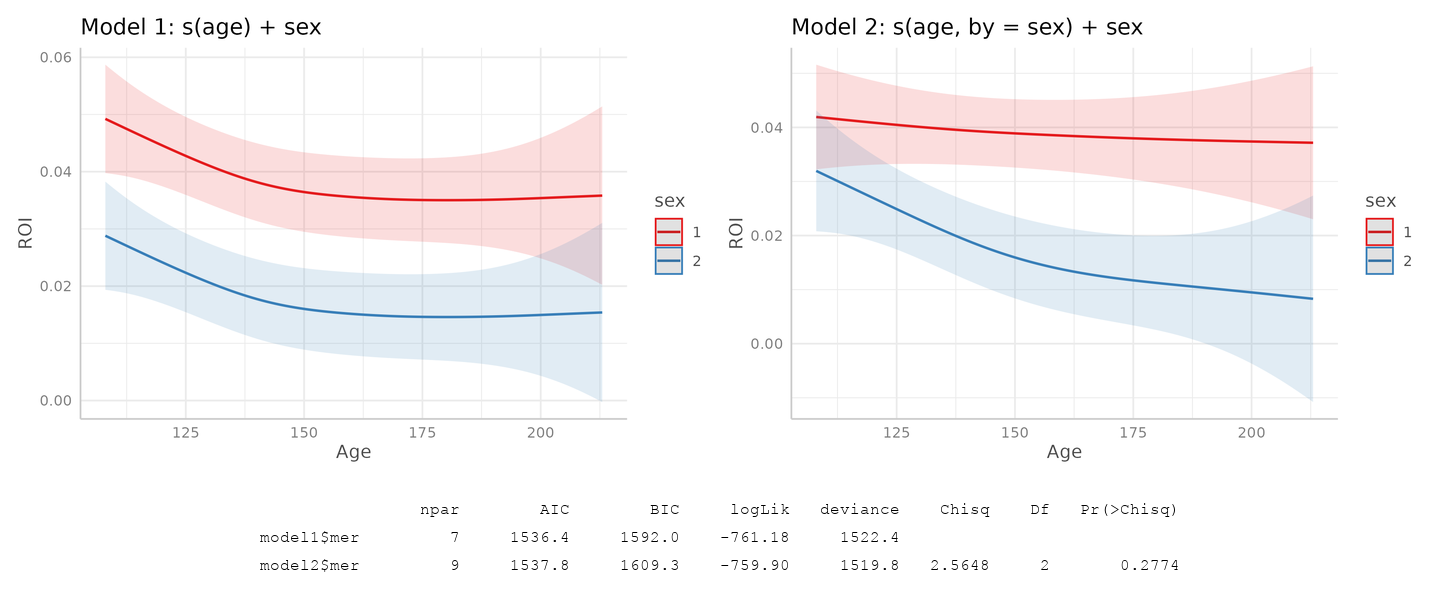 Model 1: s(age) + sex
0.06
0.04
0.02
0.00
ROI
125 150 175 200
Age
sex
1
2
Model 2: s(age, by = sex) + sex
0.04
0.02
0.00
ROI
125 150 175 200
Age
sex
1
2
npar AIC BIC logLik deviance Chisq Df Pr(>Chisq)
model1$mer 7 1536.4 1592.0 -761.18 1522.4
model2$mer 9 1537.8 1609.3 -759.90 1519.8 2.5648 2 0.2774